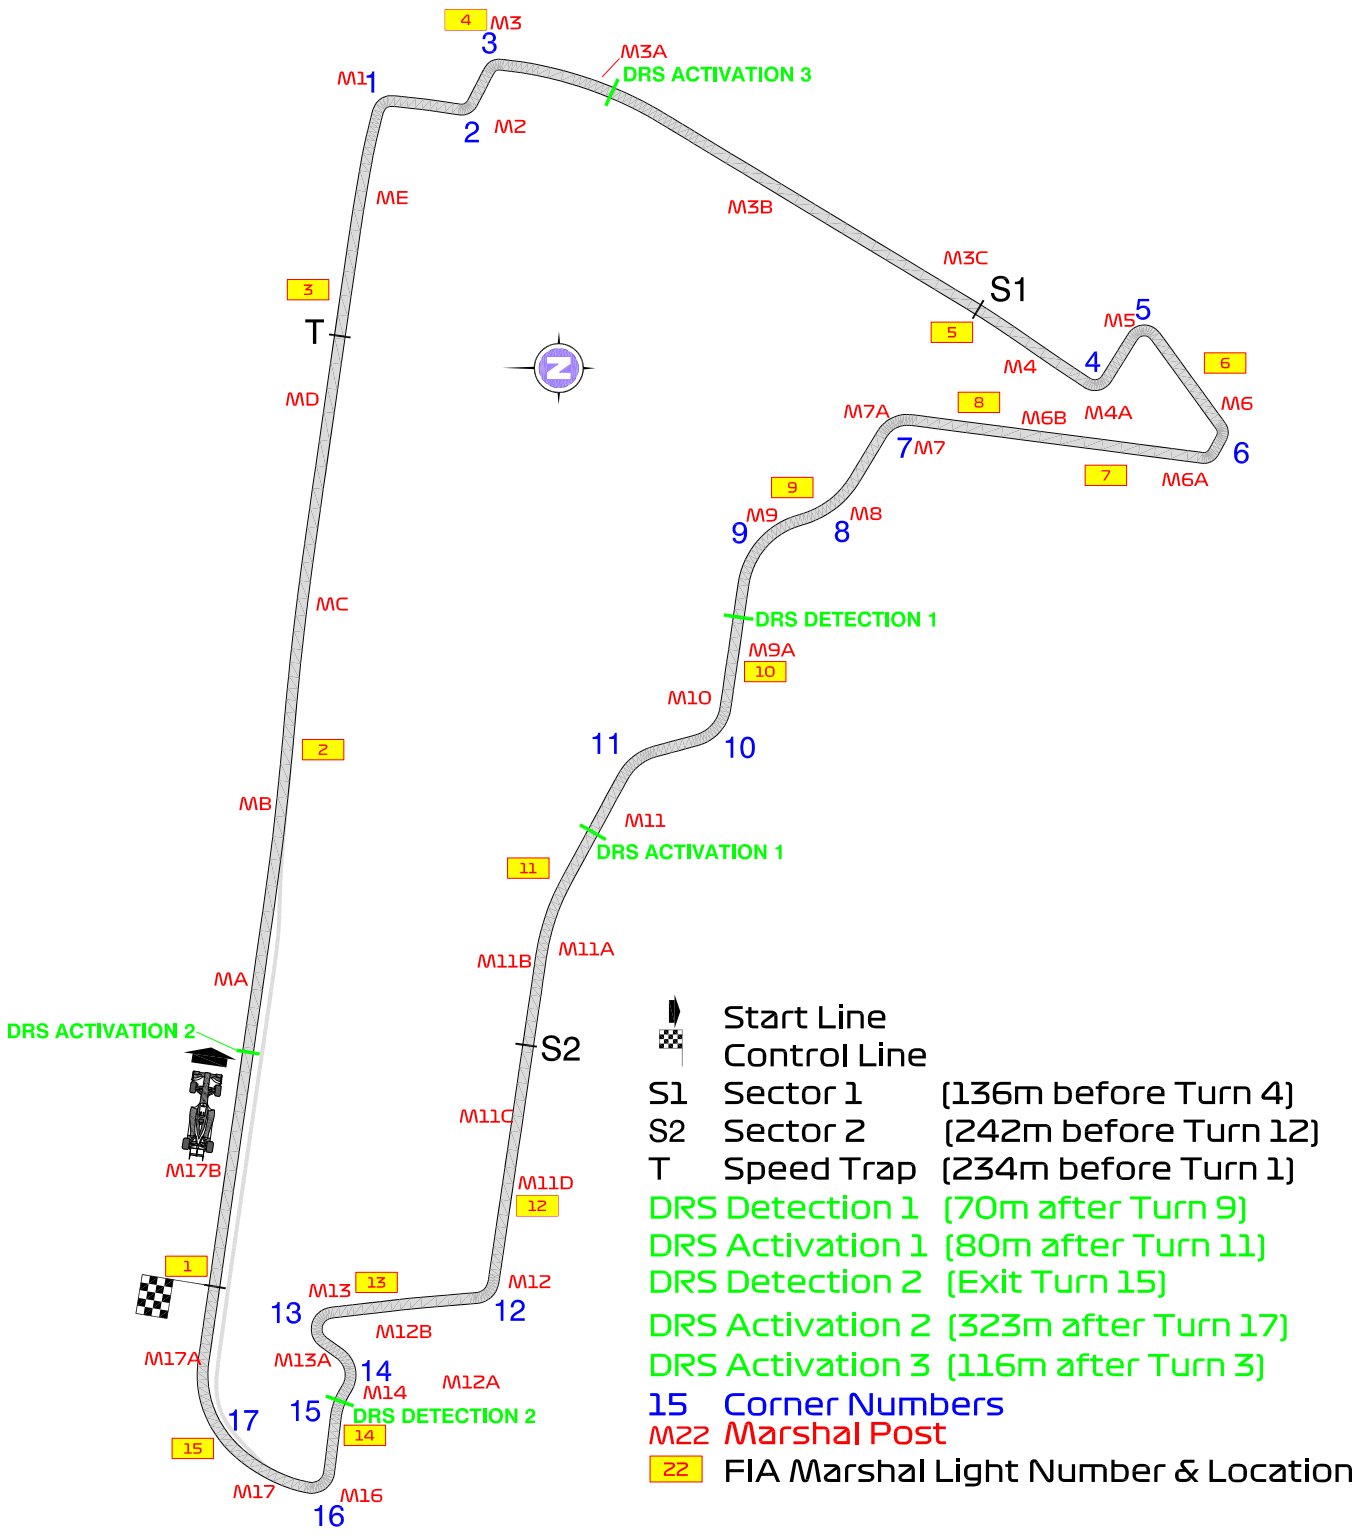 4 M3
3
M3A
DRS ACTIVATION 3
M1 1
2 M2
ME
M3B
M3C
3
S1
T
5
M5 5
N
4
M4
6
M6
MD
8
M7A
M6B
M4A
7 M7
6
7
M6A
9
M9
M8
9
8
MC
DRS DETECTION 1
M9A
10
M10
11
10
2
MB
M11
DRS ACTIVATION 1
11
M11A
M11B
MA
DRS ACTIVATION 2
S2
M11C
M17B
M11D
12
1
13
M13
M12
13
12
M12B
M17A
M13A
14
M12A
M14
15
DRS DETECTION 2
17
14
15
M17
M16
16
Start Line
Control Line
S1 Sector 1 (136m before Turn 4)
S2 Sector 2 (242m before Turn 12)
T Speed Trap (234m before Turn 1)
DRS Detection 1 (70m after Turn 9)
DRS Activation 1 (80m after Turn 11)
DRS Detection 2 (Exit Turn 15)
DRS Activation 2 (323m after Turn 17)
DRS Activation 3 (116m after Turn 3)
15 Corner Numbers
M22 Marshal Post
22 FIA Marshal Light Number & Location